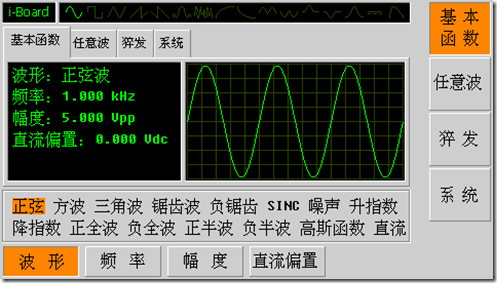 i-Board
基本函数 任意波 猝发 系统
波形：正弦波
频率：1.000 kHz
幅度：5.000 Vpp
直流偏置：0.000 Vdc
正弦 方波 三角波 锯齿波 负锯齿 SINC 噪声 升指数
降指数 正全波 负全波 正半波 负半波 高斯函数 直流
波 形 频 率 幅 度 直流偏置
基 本
函 数
任意波
猝 发
系 统